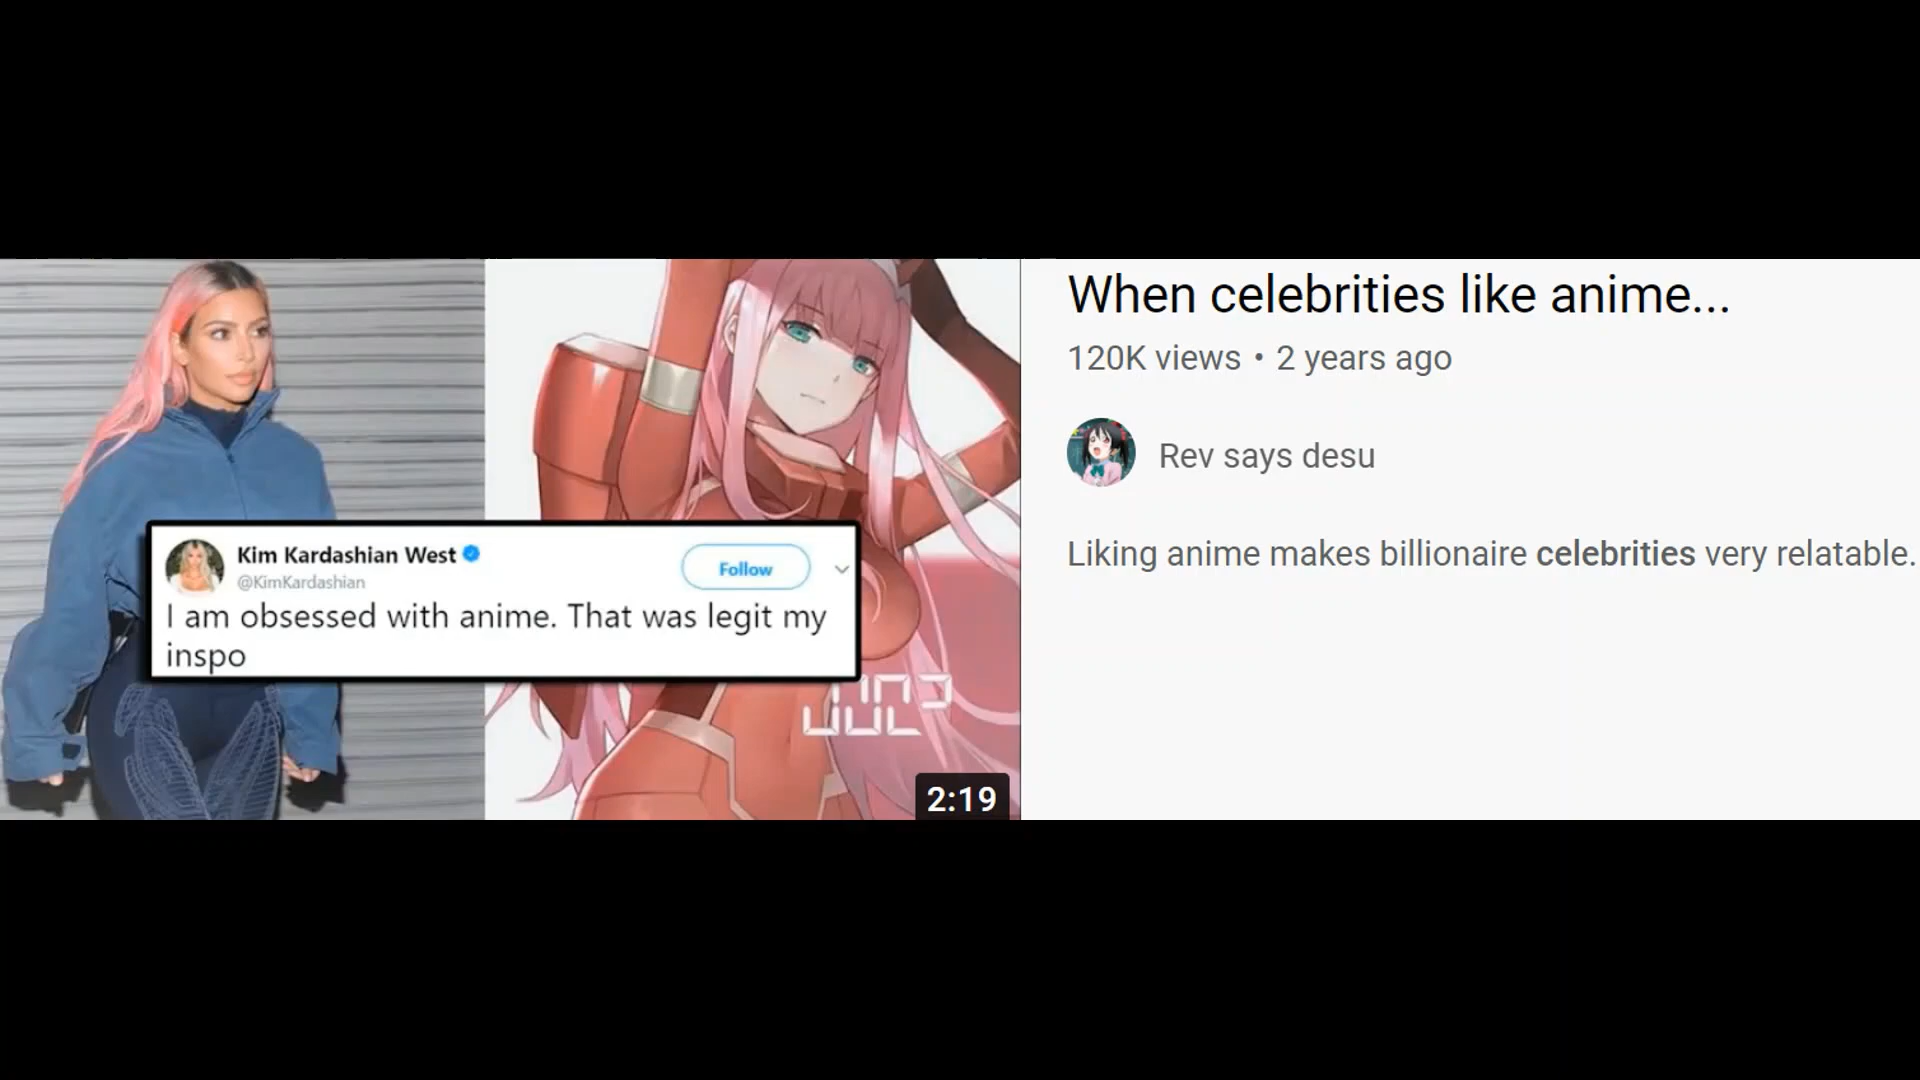 When celebrities like anime...
120K views • 2 years ago
Rev says desu
Liking anime makes billionaire celebrities very relatable.
Kim Kardashian West
@KimKardashian
Follow
I am obsessed with anime. That was legit my
inspo
2:19